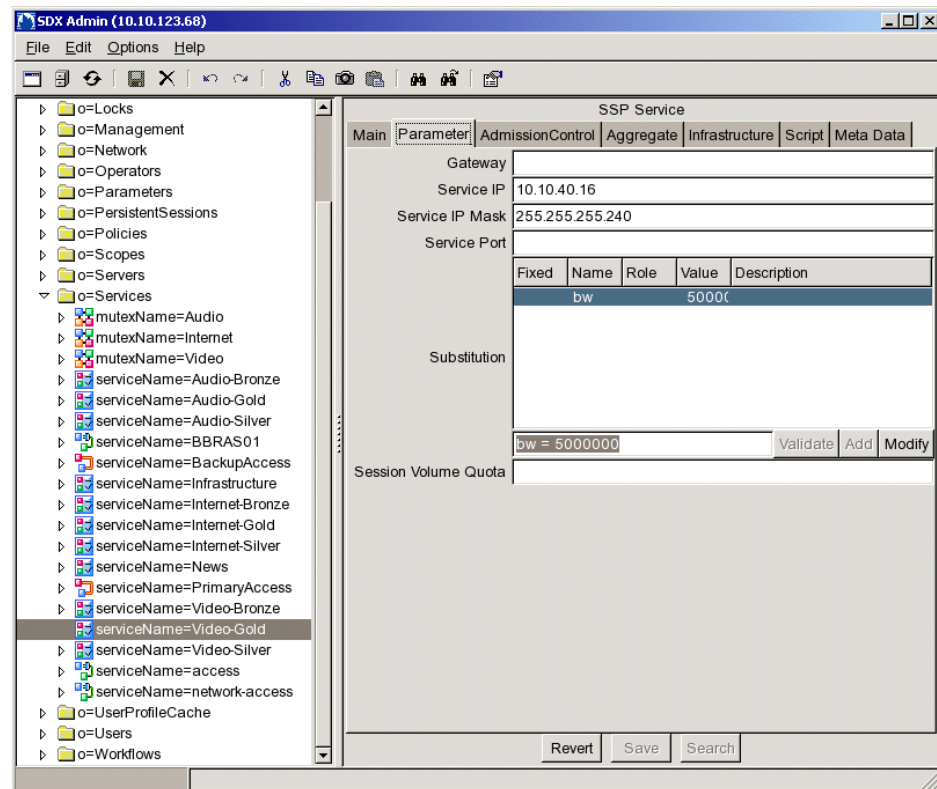 SDX Admin (10.10.123.68)
File Edit Options Help
o=Locks
o=Management
o=Network
o=Operators
o=Parameters
o=PersistentSessions
o=Policies
o=Scopes
o=Servers
o=Services
mutexName=Audio
mutexName=Internet
mutexName=Video
serviceName=Audio-Bronze
serviceName=Audio-Gold
serviceName=Audio-Silver
serviceName=BBRAS01
serviceName=BackupAccess
serviceName=Infrastructure
serviceName=Internet-Bronze
serviceName=Internet-Gold
serviceName=Internet-Silver
serviceName=News
serviceName=PrimaryAccess
serviceName=Video-Bronze
serviceName=Video-Gold
serviceName=Video-Silver
serviceName=access
serviceName=network-access
o=UserProfileCache
o=Users
o=Workflows
SSP Service
Main Parameter AdmissionControl Aggregate Infrastructure Script Meta Data
Gateway
Service IP 10.10.40.16
Service IP Mask 255.255.255.240
Service Port
Fixed Name Role Value Description
bw 5000(
Substitution
bw = 5000000 Validate Add Modify
Session Volume Quota
Revert Save Search